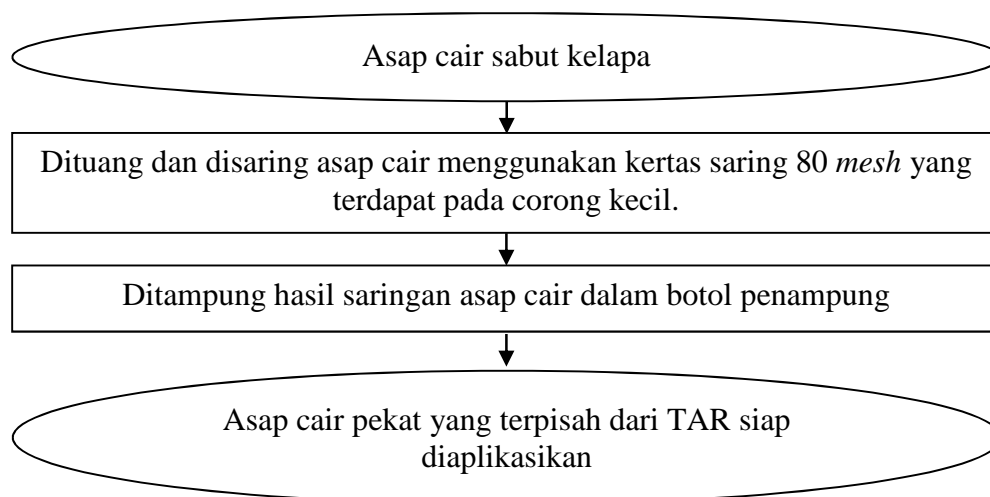 Asap cair sabut kelapa
Dituang dan disaring asap cair menggunakan kertas saring 80 mesh yang
terdapat pada corong kecil.
Ditampung hasil saringan asap cair dalam botol penampung
Asap cair pekat yang terpisah dari TAR siap
diaplikasikan